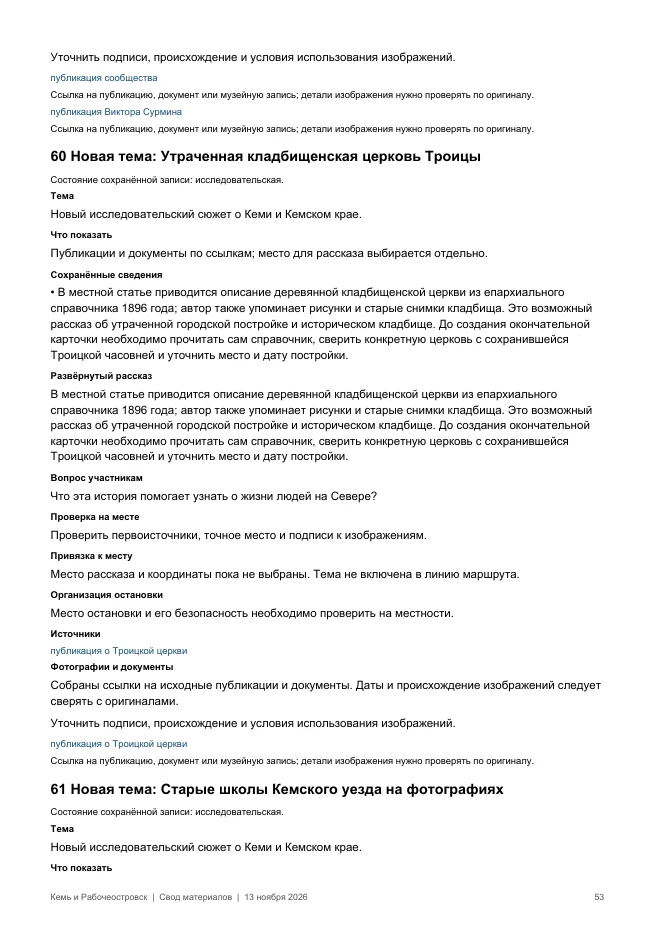 Уточнить подписи, происхождение и условия использования изображений.
публикация сообщества
Ссылка на публикацию, документ или музейную запись; детали изображения нужно проверять по оригиналу.
публикация Виктора Сурмина
Ссылка на публикацию, документ или музейную запись; детали изображения нужно проверять по оригиналу.
60 Новая тема: Утраченная кладбищенская церковь Троицы
Состояние сохранённой записи: исследовательская.
Тема
Новый исследовательский сюжет о Кеми и Кемском крае.
Что показать
Публикации и документы по ссылкам; место для рассказа выбирается отдельно.
Сохранённые сведения
• В местной статье приводится описание деревянной кладбищенской церкви из епархиального
справочника 1896 года; автор также упоминает рисунки и старые снимки кладбища. Это возможный
рассказ об утраченной городской постройке и историческом кладбище. До создания окончательной
карточки необходимо прочитать сам справочник, сверить конкретную церковь с сохранившейся
Троицкой часовней и уточнить место и дату постройки.
Развёрнутый рассказ
В местной статье приводится описание деревянной кладбищенской церкви из епархиального
справочника 1896 года; автор также упоминает рисунки и старые снимки кладбища. Это возможный
рассказ об утраченной городской постройке и историческом кладбище. До создания окончательной
карточки необходимо прочитать сам справочник, сверить конкретную церковь с сохранившейся
Троицкой часовней и уточнить место и дату постройки.
Вопрос участникам
Что эта история помогает узнать о жизни людей на Севере?
Проверка на месте
Проверить первоисточники, точное место и подписи к изображениям.
Привязка к месту
Место рассказа и координаты пока не выбраны. Тема не включена в линию маршрута.
Организация остановки
Место остановки и его безопасность необходимо проверить на местности.
Источники
публикация о Троицкой церкви
Фотографии и документы
Собраны ссылки на исходные публикации и документы. Даты и происхождение изображений следует
сверять с оригиналами.
Уточнить подписи, происхождение и условия использования изображений.
публикация о Троицкой церкви
Ссылка на публикацию, документ или музейную запись; детали изображения нужно проверять по оригиналу.
61 Новая тема: Старые школы Кемского уезда на фотографиях
Состояние сохранённой записи: исследовательская.
Тема
Новый исследовательский сюжет о Кеми и Кемском крае.
Что показать
Кемь и Рабочеостровск | Свод материалов | 13 ноября 2026 53